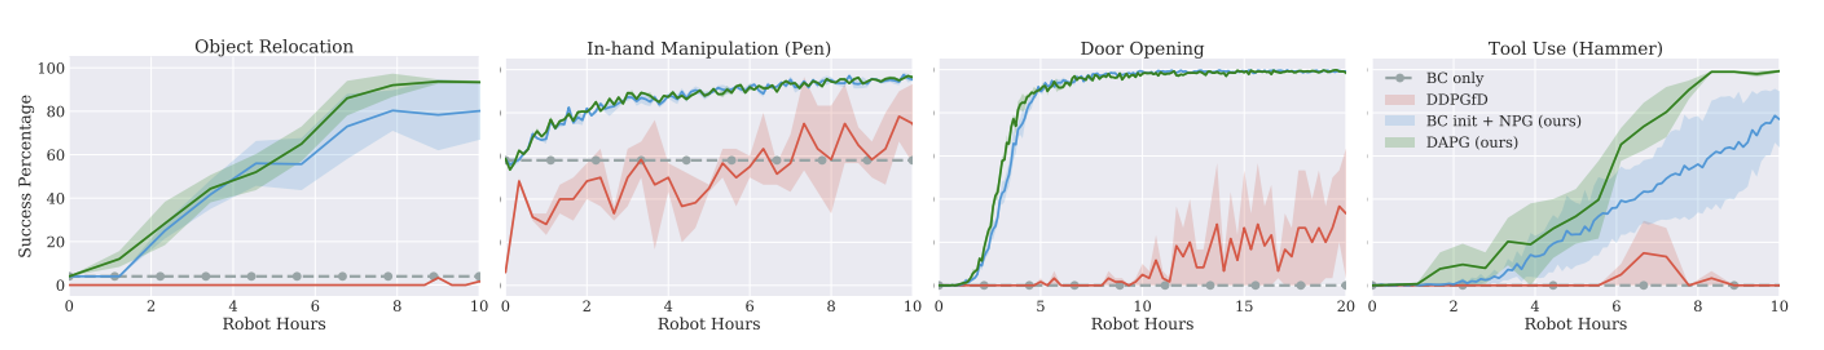 Object Relocation
In-hand Manipulation (Pen)
Door Opening
Tool Use (Hammer)
Success Percentage
100
80
60
40
20
0
BC only
DDPGfD
BC init + NPG (ours)
DAPG (ours)
0 2 4 6 8 10
0 2 4 6 8 10
0 5 10 15 20
0 2 4 6 8 10
Robot Hours
Robot Hours
Robot Hours
Robot Hours